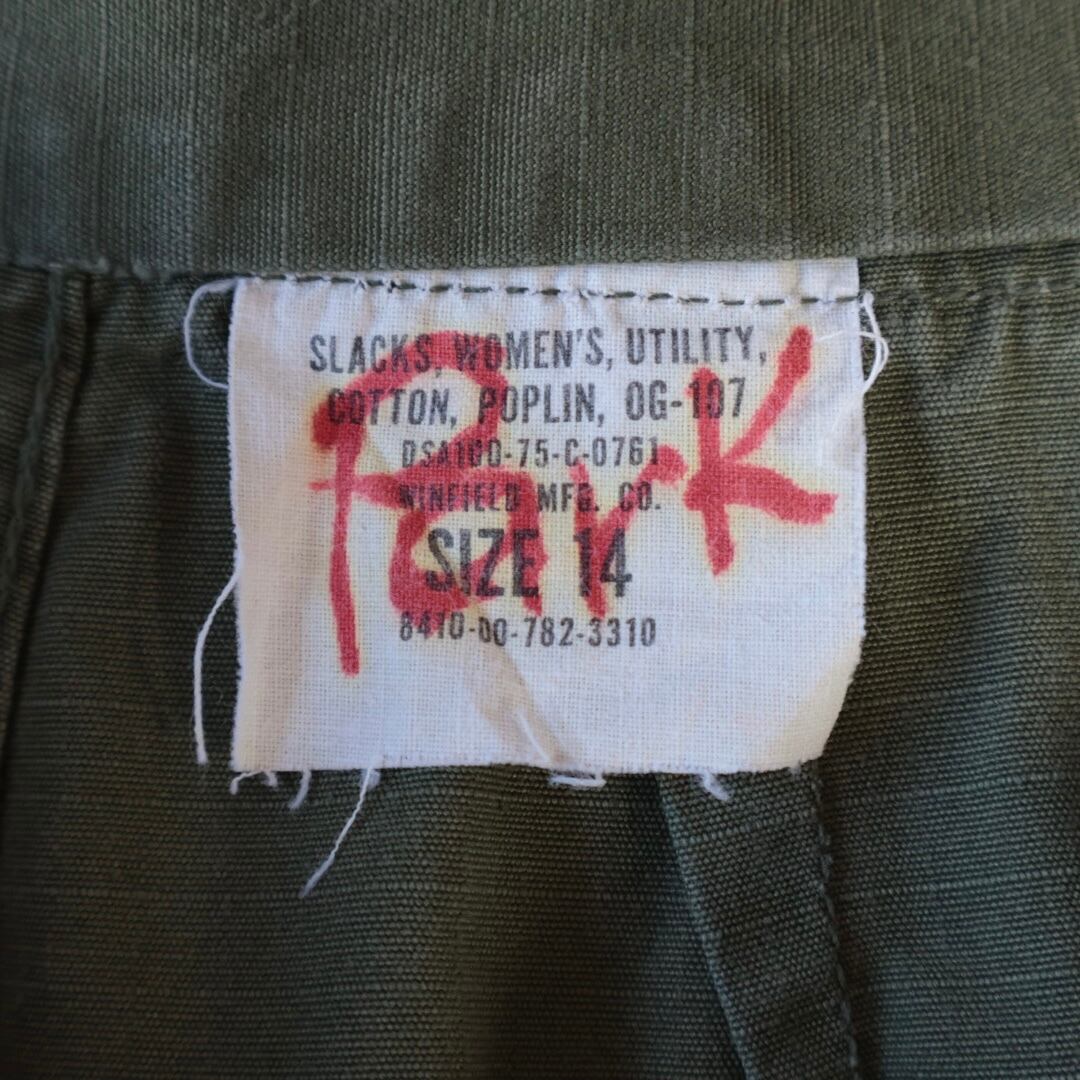 SLACKS, WOMEN'S, UTILITY,
COTTON, POPLIN, OG-107
DSA100-75-C-0761
WINFIELD MFG. CO.
SIZE 14
8410-00-782-3310
Park